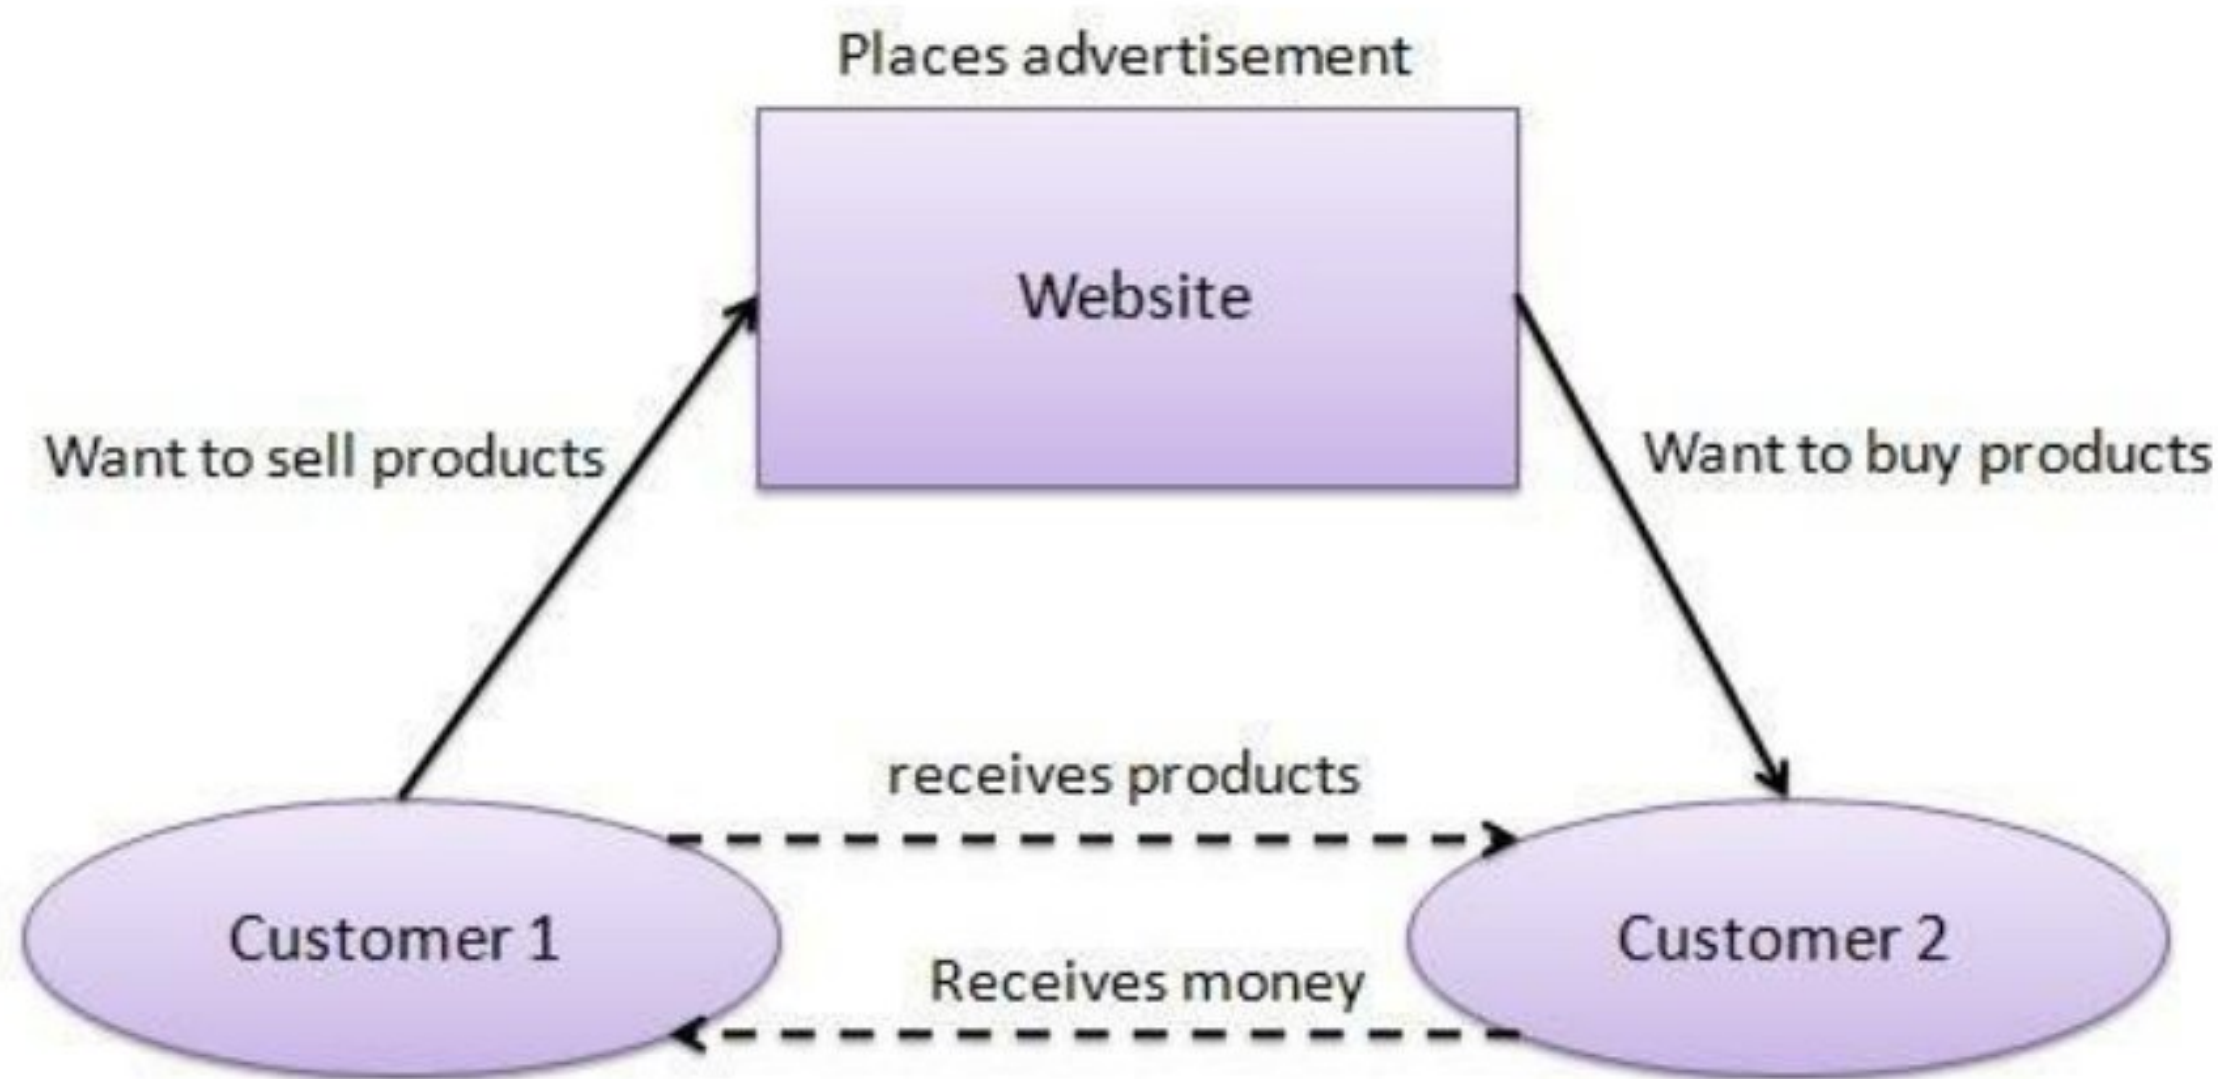 Places advertisement
Website
Want to sell products
Want to buy products
receives products
Customer 1
Customer 2
Receives money